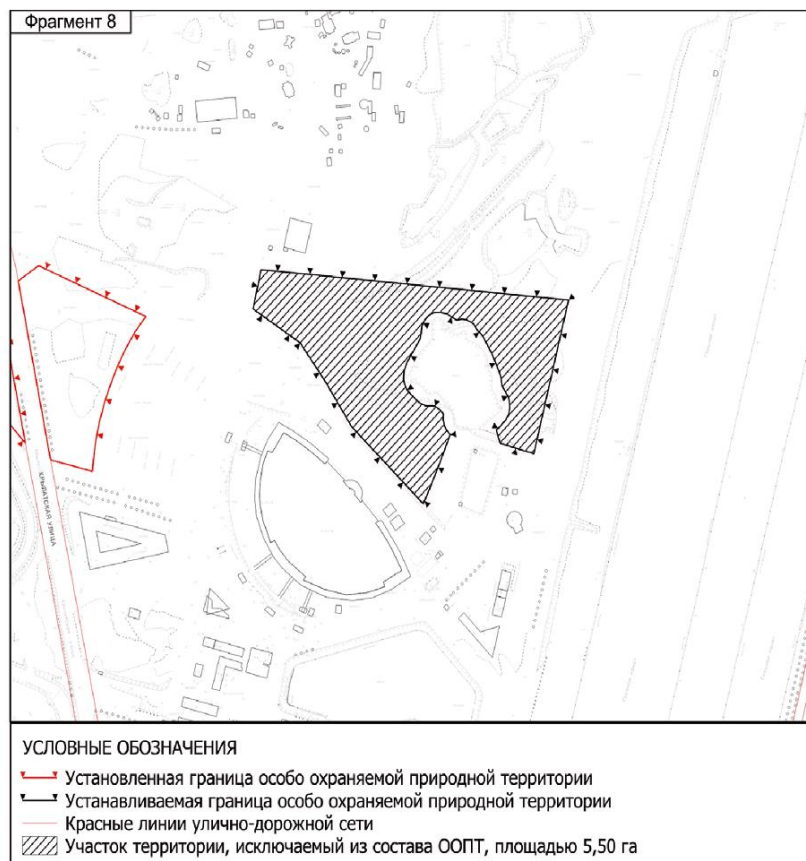 Фрагмент 8
КРЫЛАТСКАЯ УЛИЦА
УСЛОВНЫЕ ОБОЗНАЧЕНИЯ
Установленная граница особо охраняемой природной территории
Устанавливаемая граница особо охраняемой природной территории
Красные линии улично-дорожной сети
Участок территории, исключаемый из состава ООПТ, площадью 5,50 га